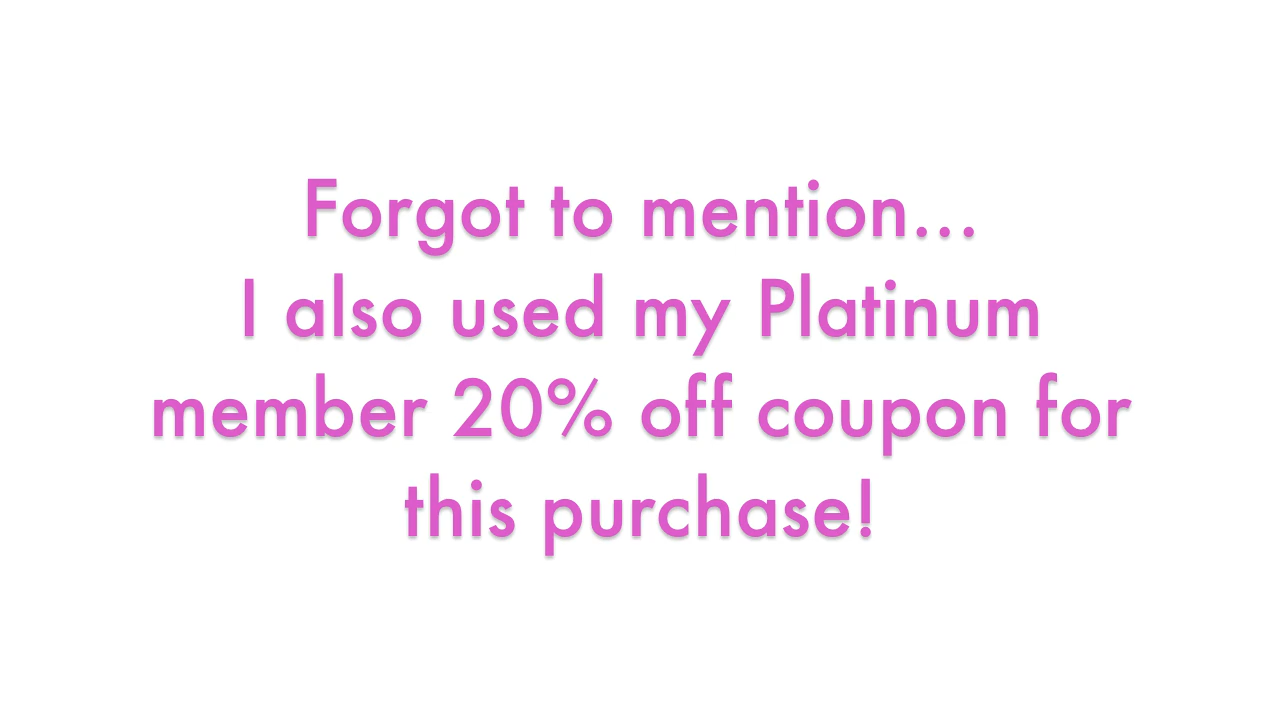 Forgot to mention...
I also used my Platinum
member 20% off coupon for
this purchase!